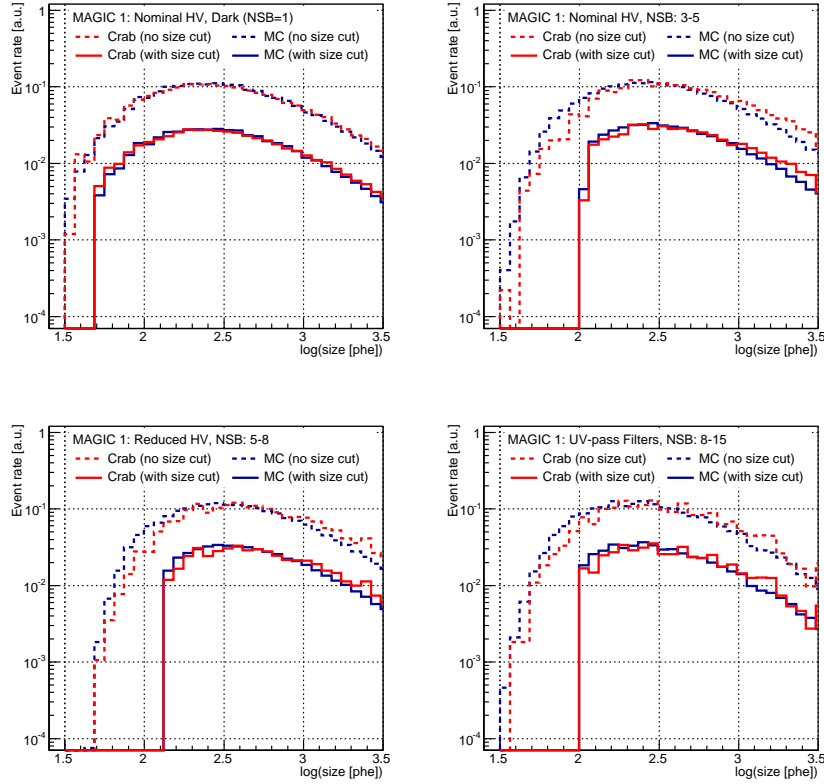 MAGIC 1: Nominal HV, Dark (NSB=1)
Crab (no size cut) MC (no size cut)
Crab (with size cut) MC (with size cut)
Event rate [a.u.]
1
10^-1
10^-2
10^-3
10^-4
1.5 2 2.5 3 3.5
log(size [phe])
MAGIC 1: Nominal HV, NSB: 3-5
Crab (no size cut) MC (no size cut)
Crab (with size cut) MC (with size cut)
Event rate [a.u.]
1
10^-1
10^-2
10^-3
10^-4
1.5 2 2.5 3 3.5
log(size [phe])
MAGIC 1: Reduced HV, NSB: 5-8
Crab (no size cut) MC (no size cut)
Crab (with size cut) MC (with size cut)
Event rate [a.u.]
1
10^-1
10^-2
10^-3
10^-4
1.5 2 2.5 3 3.5
log(size [phe])
MAGIC 1: UV-pass Filters, NSB: 8-15
Crab (no size cut) MC (no size cut)
Crab (with size cut) MC (with size cut)
Event rate [a.u.]
1
10^-1
10^-2
10^-3
10^-4
1.5 2 2.5 3 3.5
log(size [phe])